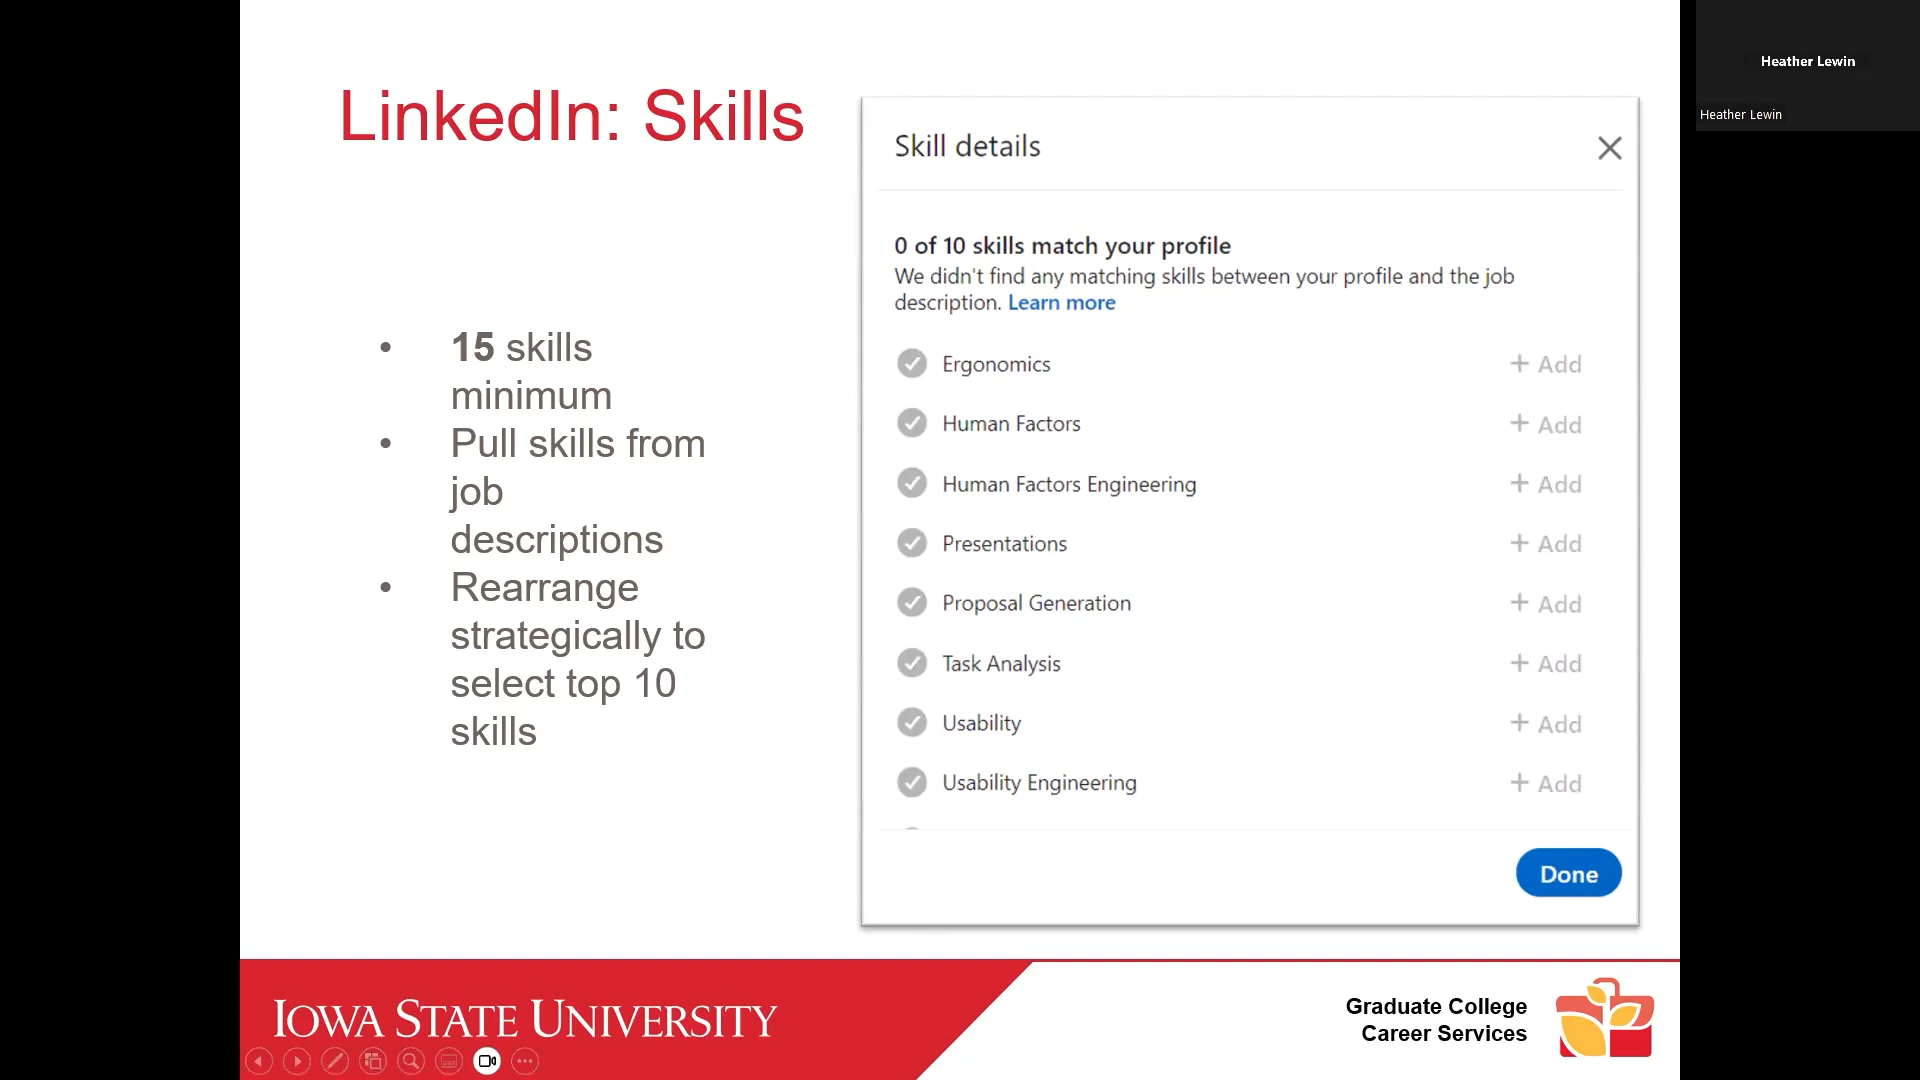 LinkedIn: Skills
• 15 skills
minimum
• Pull skills from
job
descriptions
• Rearrange
strategically to
select top 10
skills
Skill details
0 of 10 skills match your profile
We didn't find any matching skills between your profile and the job
description. Learn more
Ergonomics + Add
Human Factors + Add
Human Factors Engineering + Add
Presentations + Add
Proposal Generation + Add
Task Analysis + Add
Usability + Add
Usability Engineering + Add
Done
IOWA STATE UNIVERSITY
Graduate College
Career Services
Heather Lewin
Heather Lewin